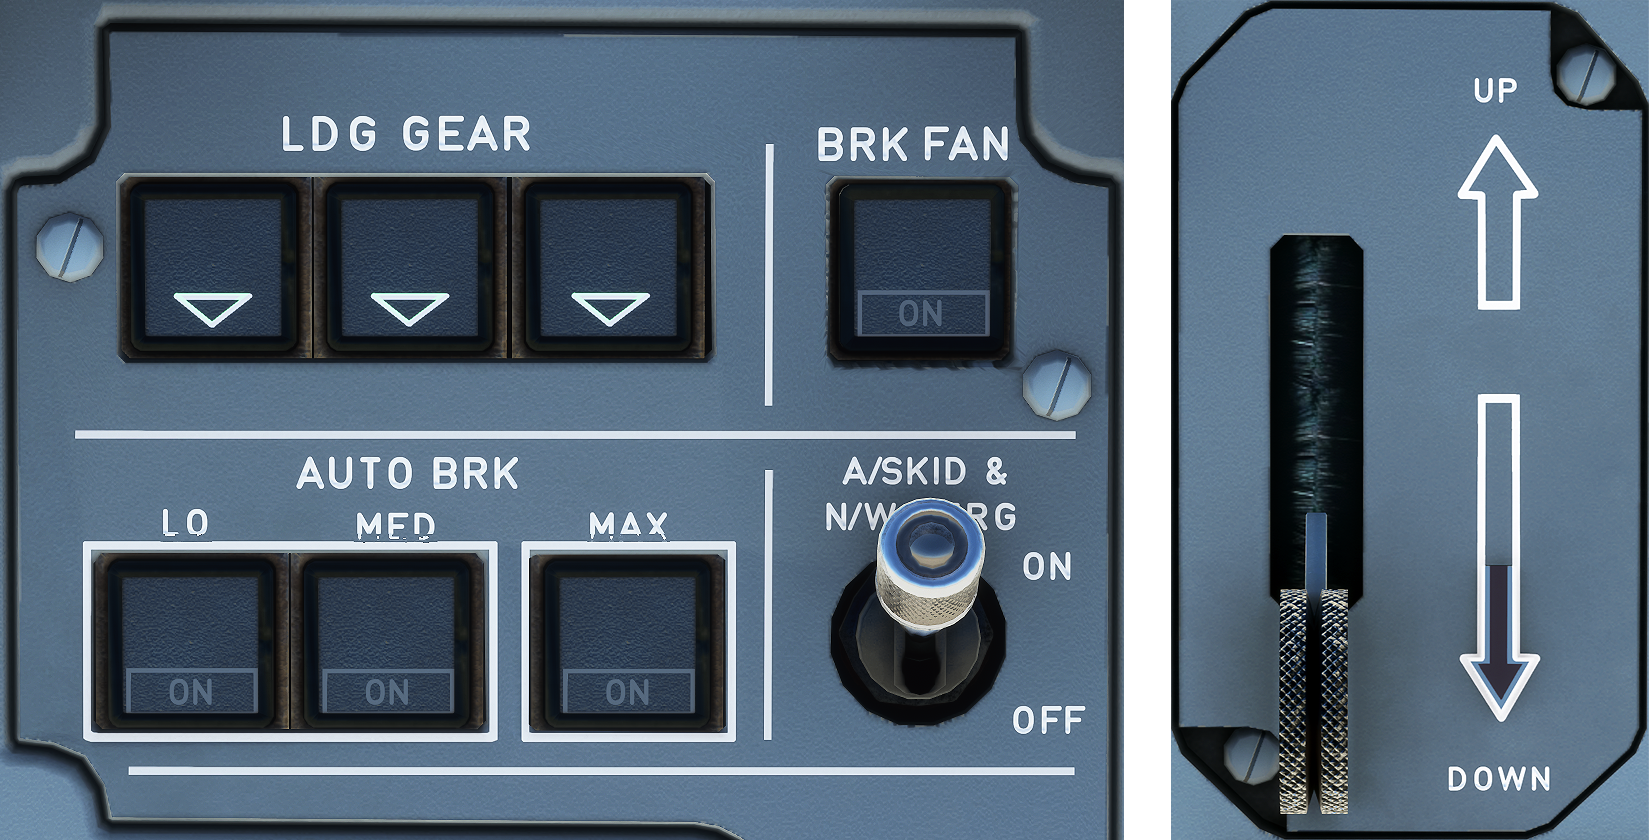 LDG GEAR
BRK FAN
ON
AUTO BRK
LO MED MAX
ON ON ON
A/SKID &
ON
OFF
UP
DOWN